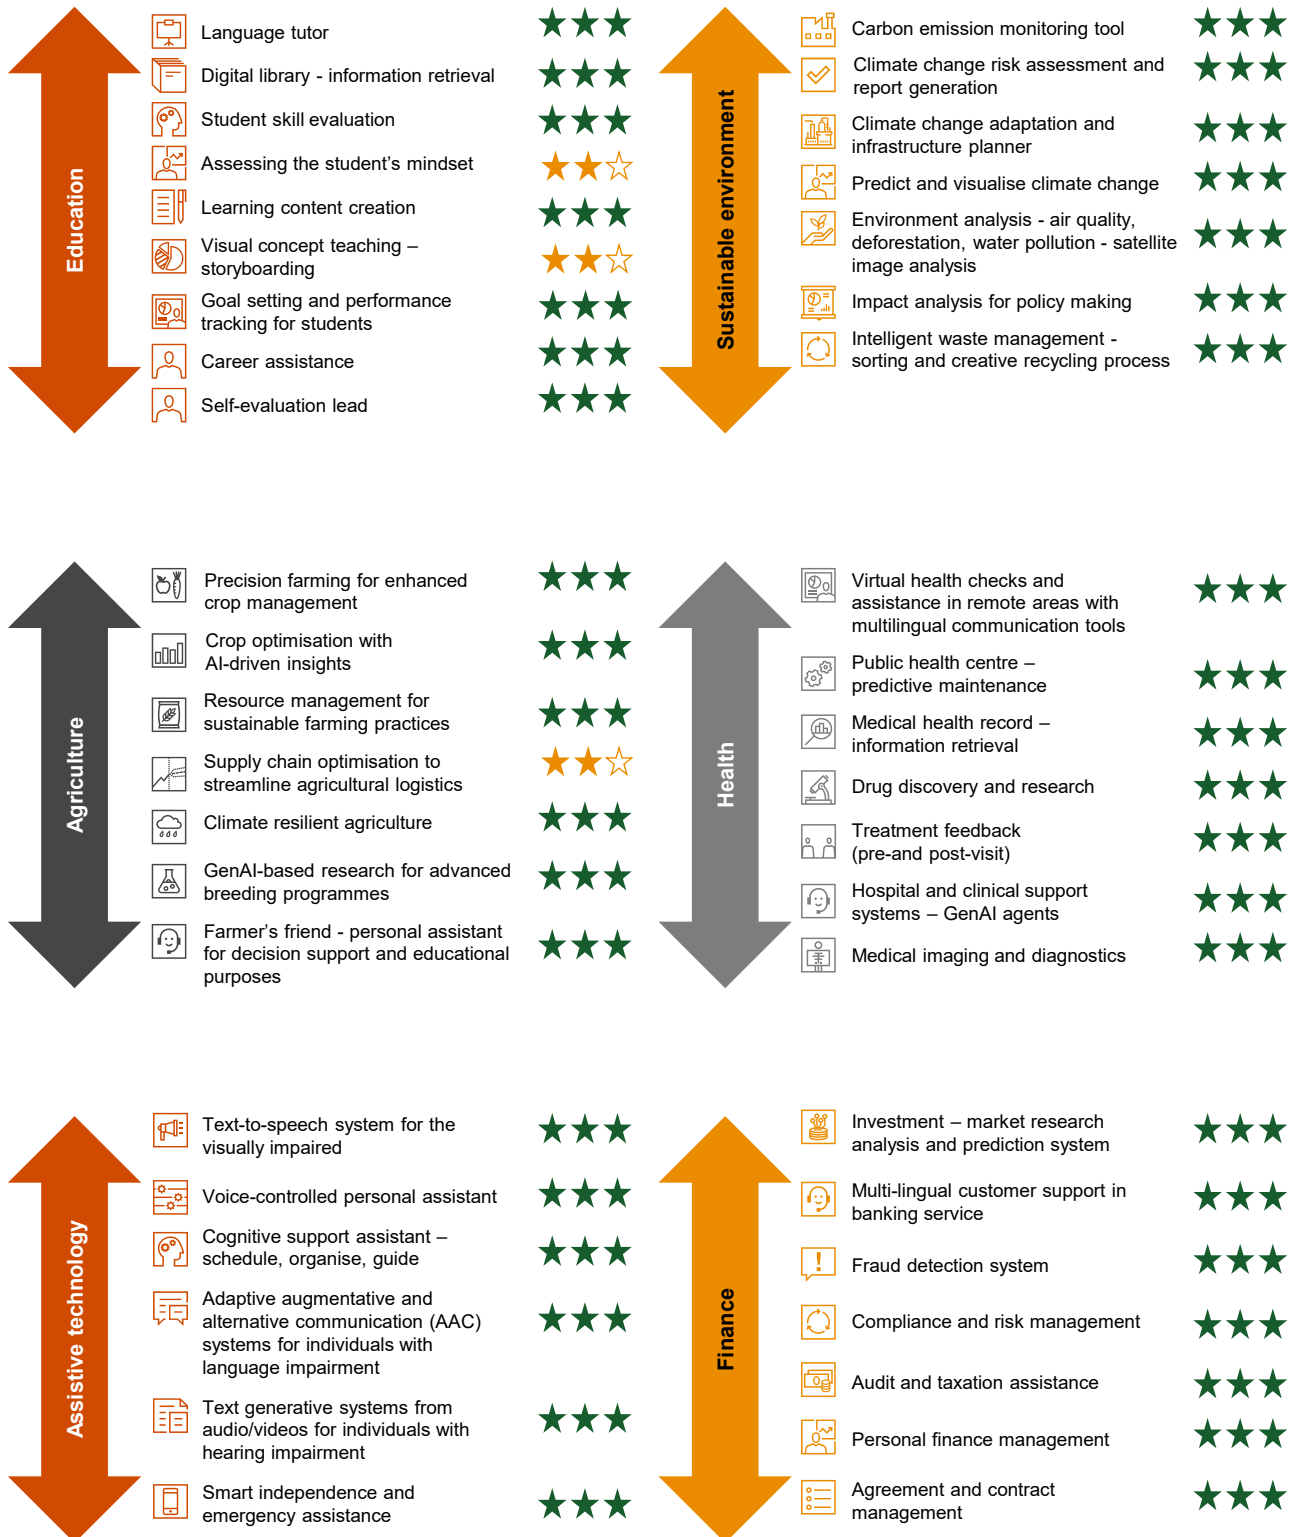 Education
Language tutor
Digital library - information retrieval
Student skill evaluation
Assessing the student’s mindset
Learning content creation
Visual concept teaching –
storyboarding
Goal setting and performance
tracking for students
Career assistance
Self-evaluation lead
Sustainable environment
Carbon emission monitoring tool
Climate change risk assessment and
report generation
Climate change adaptation and
infrastructure planner
Predict and visualise climate change
Environment analysis - air quality,
deforestation, water pollution - satellite
image analysis
Impact analysis for policy making
Intelligent waste management -
sorting and creative recycling process
Agriculture
Precision farming for enhanced
crop management
Crop optimisation with
AI-driven insights
Resource management for
sustainable farming practices
Supply chain optimisation to
streamline agricultural logistics
Climate resilient agriculture
GenAI-based research for advanced
breeding programmes
Farmer’s friend - personal assistant
for decision support and educational
purposes
Health
Virtual health checks and
assistance in remote areas with
multilingual communication tools
Public health centre –
predictive maintenance
Medical health record –
information retrieval
Drug discovery and research
Treatment feedback
(pre-and post-visit)
Hospital and clinical support
systems – GenAI agents
Medical imaging and diagnostics
Assistive technology
Text-to-speech system for the
visually impaired
Voice-controlled personal assistant
Cognitive support assistant –
schedule, organise, guide
Adaptive augmentative and
alternative communication (AAC)
systems for individuals with
language impairment
Text generative systems from
audio/videos for individuals with
hearing impairment
Smart independence and
emergency assistance
Finance
Investment – market research
analysis and prediction system
Multi-lingual customer support in
banking service
Fraud detection system
Compliance and risk management
Audit and taxation assistance
Personal finance management
Agreement and contract
management